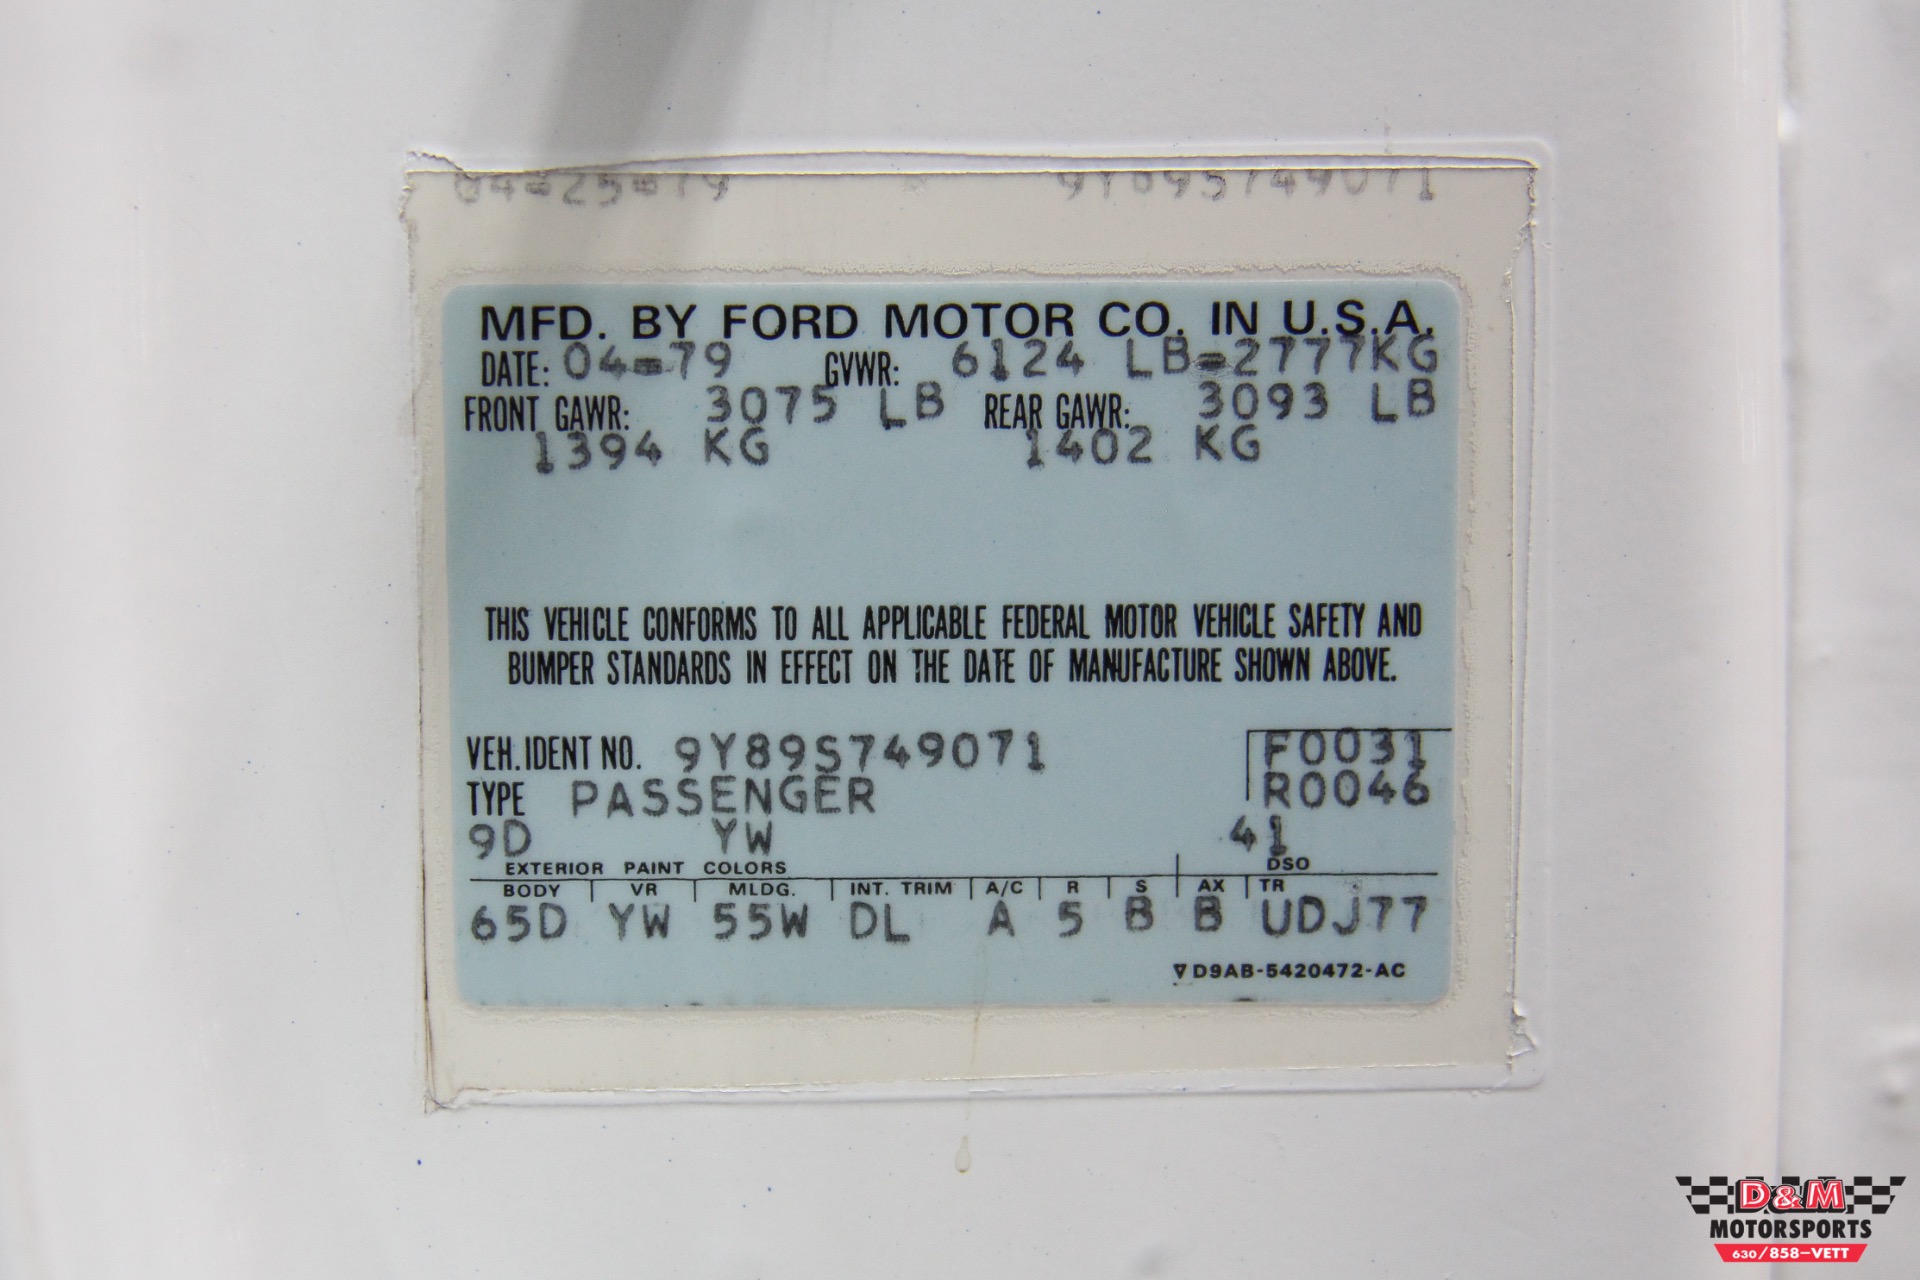 04-25-79 9Y89S749071
MFD. BY FORD MOTOR CO. IN U.S.A.
DATE: 04-79 GVWR: 6124 LB-2777KG
FRONT GAWR: 3075 LB REAR GAWR: 3093 LB
1394 KG 1402 KG
THIS VEHICLE CONFORMS TO ALL APPLICABLE FEDERAL MOTOR VEHICLE SAFETY AND
BUMPER STANDARDS IN EFFECT ON THE DATE OF MANUFACTURE SHOWN ABOVE.
VEH. IDENT NO. 9Y89S749071 F0031
TYPE PASSENGER R0046
9D YW 41
EXTERIOR PAINT COLORS DSO
BODY VR MLDG. INT. TRIM A/C R S AX TR
65D YW 55W DL A 5 B B UDJ77
▽D9AB-5420472-AC
D&M
MOTORSPORTS
630/858-VETT